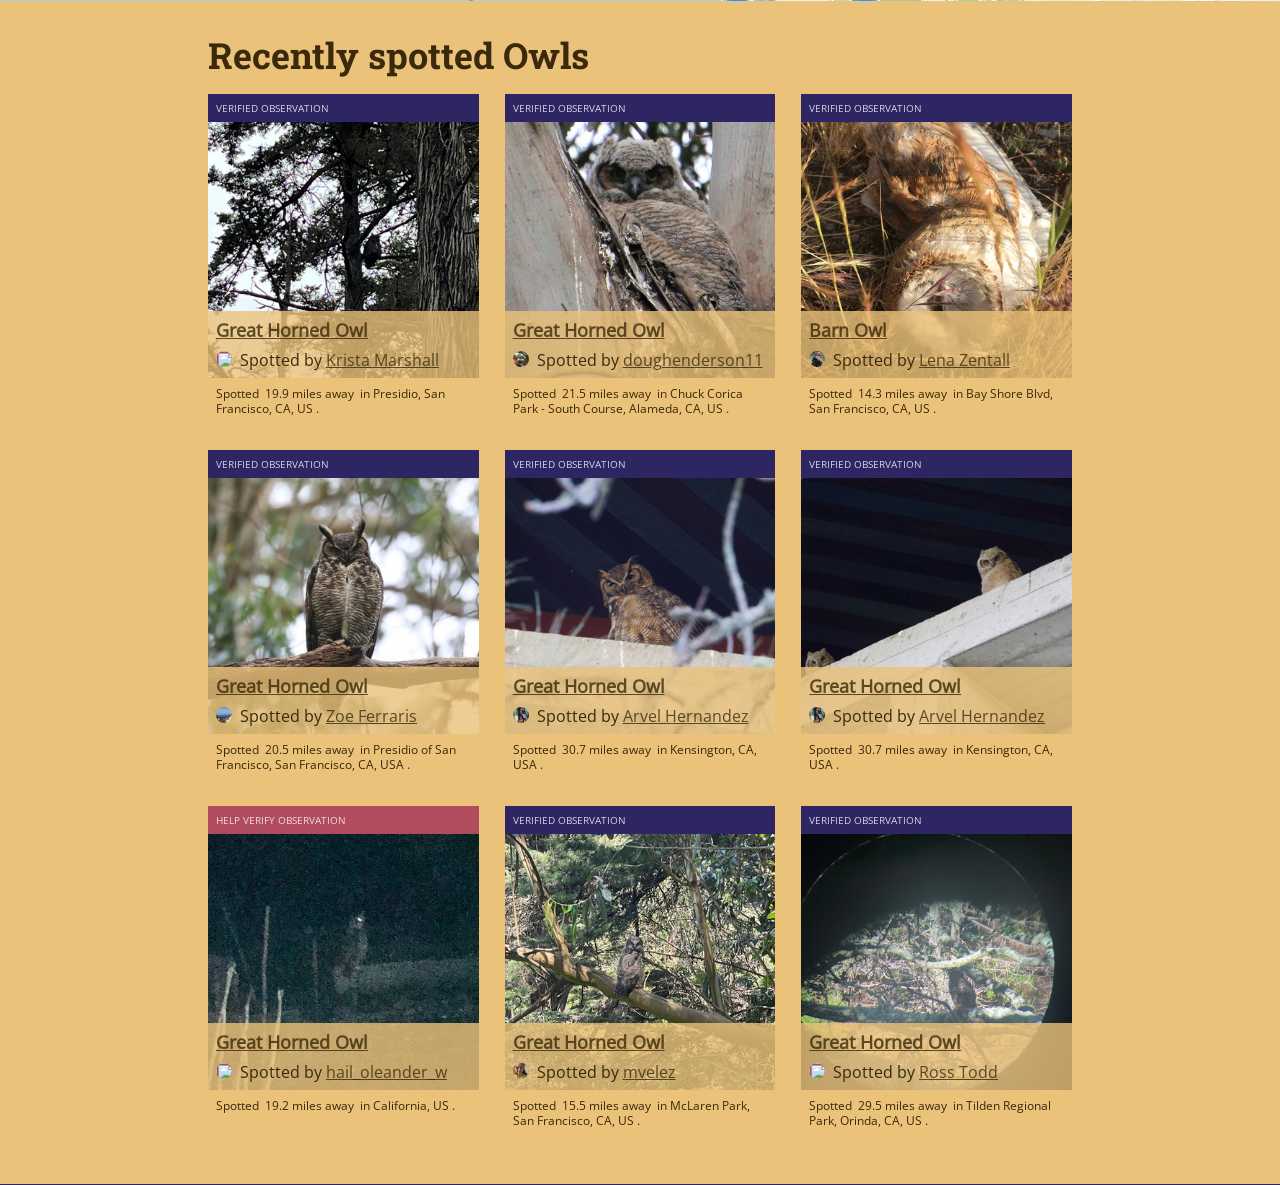 Recently spotted Owls
VERIFIED OBSERVATION
Great Horned Owl
Spotted by Krista Marshall
Spotted 19.9 miles away in Presidio, San
Francisco, CA, US .
VERIFIED OBSERVATION
Great Horned Owl
Spotted by doughenderson11
Spotted 21.5 miles away in Chuck Corica
Park - South Course, Alameda, CA, US .
VERIFIED OBSERVATION
Barn Owl
Spotted by Lena Zentall
Spotted 14.3 miles away in Bay Shore Blvd,
San Francisco, CA, US .
VERIFIED OBSERVATION
Great Horned Owl
Spotted by Zoe Ferraris
Spotted 20.5 miles away in Presidio of San
Francisco, San Francisco, CA, USA .
VERIFIED OBSERVATION
Great Horned Owl
Spotted by Arvel Hernandez
Spotted 30.7 miles away in Kensington, CA,
USA .
VERIFIED OBSERVATION
Great Horned Owl
Spotted by Arvel Hernandez
Spotted 30.7 miles away in Kensington, CA,
USA .
HELP VERIFY OBSERVATION
Great Horned Owl
Spotted by hail_oleander_w
Spotted 19.2 miles away in California, US .
VERIFIED OBSERVATION
Great Horned Owl
Spotted by mvelez
Spotted 15.5 miles away in McLaren Park,
San Francisco, CA, US .
VERIFIED OBSERVATION
Great Horned Owl
Spotted by Ross Todd
Spotted 29.5 miles away in Tilden Regional
Park, Orinda, CA, US .